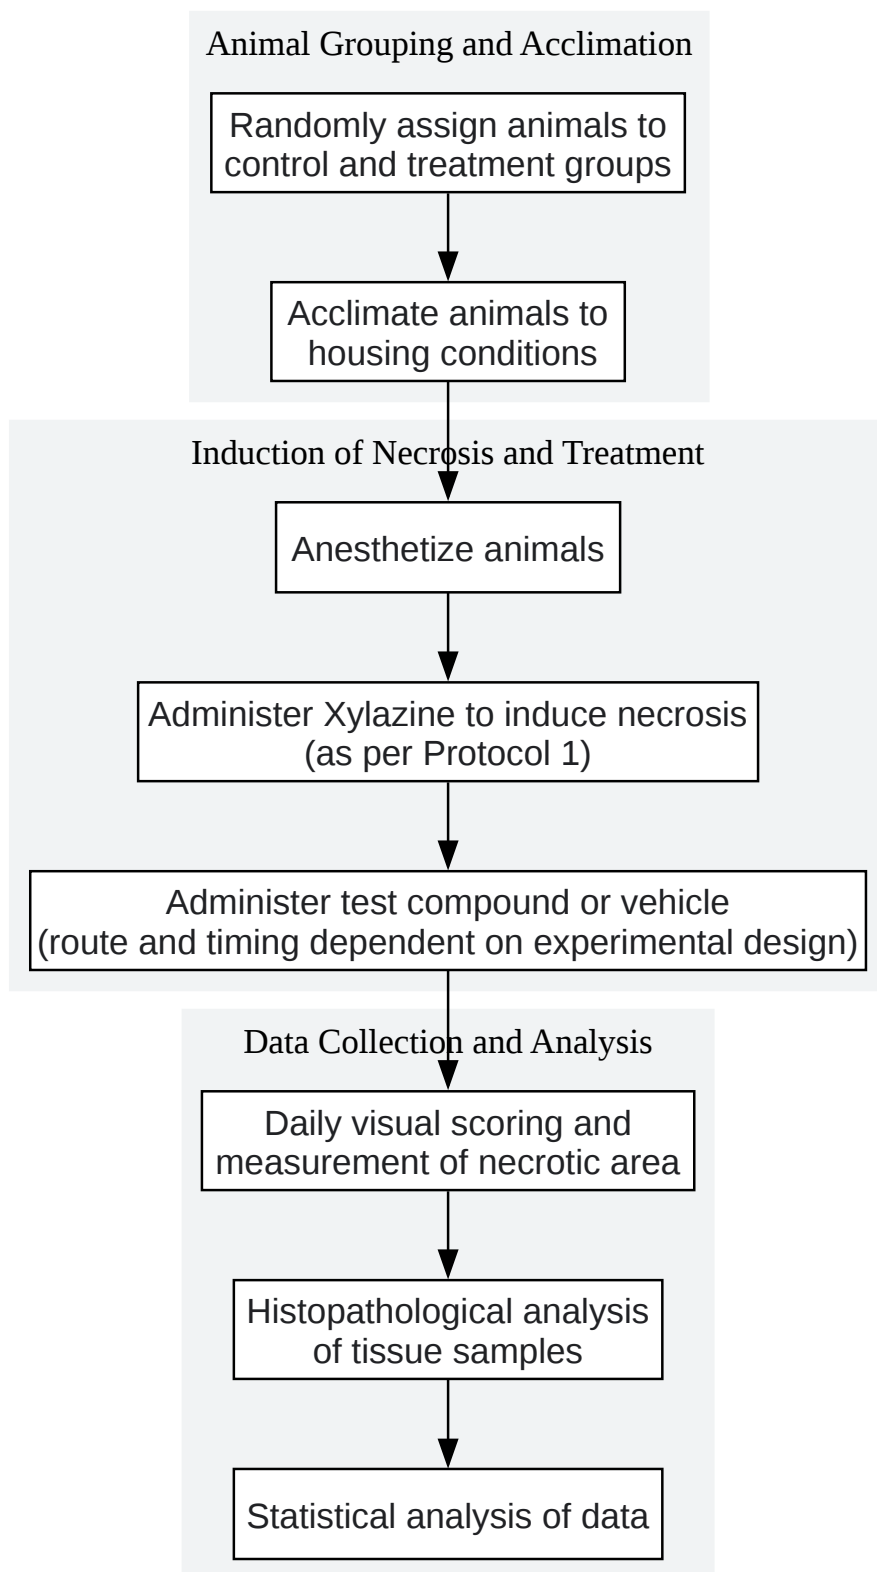 Animal Grouping and Acclimation
Randomly assign animals to
control and treatment groups
Acclimate animals to
housing conditions
Induction of Necrosis and Treatment
Anesthetize animals
Administer Xylazine to induce necrosis
(as per Protocol 1)
Administer test compound or vehicle
(route and timing dependent on experimental design)
Data Collection and Analysis
Daily visual scoring and
measurement of necrotic area
Histopathological analysis
of tissue samples
Statistical analysis of data